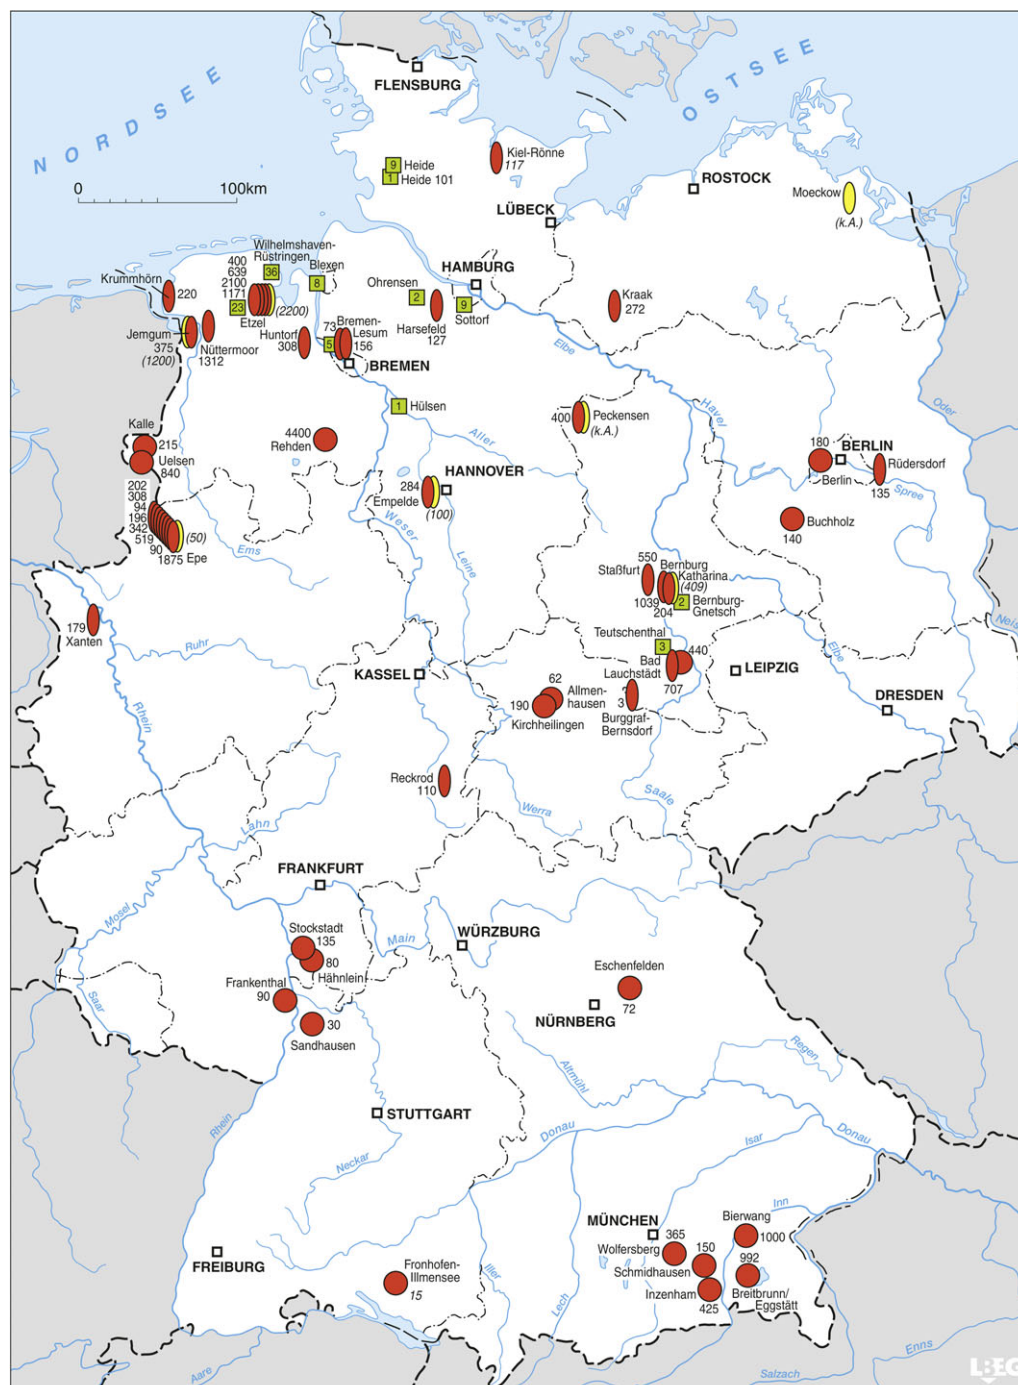 NORDSEE
OSTSEE
FLENSBURG
Kiel-Rönne
117
9 Heide
1 Heide 101
ROSTOCK
Moeckow
(k.A.)
0 100km
LÜBECK
Wilhelmshaven-
Rüstringen
36
400
639
2100
1171
23
Etzel
(2200)
Blexen
8
HAMBURG
Ohrensen
2
9
Sottorf
Harsefeld
127
Krummhörn
220
Kraak
272
Jemgum
375
(1200)
Nüttermoor
1312
Huntorf
308
73
5
Bremen-
Lesum
156
BREMEN
Elbe
1 Hülsen
Aller
400
Peckensen
(k.A.)
Havel
Oder
Kalle
215
Uelsen
840
4400
Rehden
180
BERLIN
Berlin
Rüdersdorf
135
Spree
284
Empelde
(100)
HANNOVER
202
308
94
196
342
519
90
1875 Epe
(50)
Ems
Weser
Leine
Buchholz
140
550
Staßfurt
Bernburg
Katharina
(409)
1039
204
2
Bernburg-
Gnetsch
Neis
179
Xanten
Ruhr
Teutschenthal
3
440
Bad
Lauchstädt
707
Elbe
KASSEL
LEIPZIG
DRESDEN
62
Allmen-
hausen
190
Kirchheilingen
3
Burggraf-
Bernsdorf
Rhein
Reckrod
110
Werra
Saale
Lahn
FRANKFURT
Mosel
Main
WÜRZBURG
Stockstadt
135
80
Hähnlein
Eschenfelden
72
NÜRNBERG
Saar
Frankenthal
90
30
Sandhausen
Regen
Altmühl
STUTTGART
Rhein
Neckar
Donau
Isar
Donau
Inn
MÜNCHEN
Bierwang
1000
365
Wolfersberg
150
Schmidhausen
992
Breitbrunn/
Eggstätt
Inzenham
425
FREIBURG
Fronhofen-
Illmensee
15
Iller
Lech
Aare
Salzach
Enns
LBEG